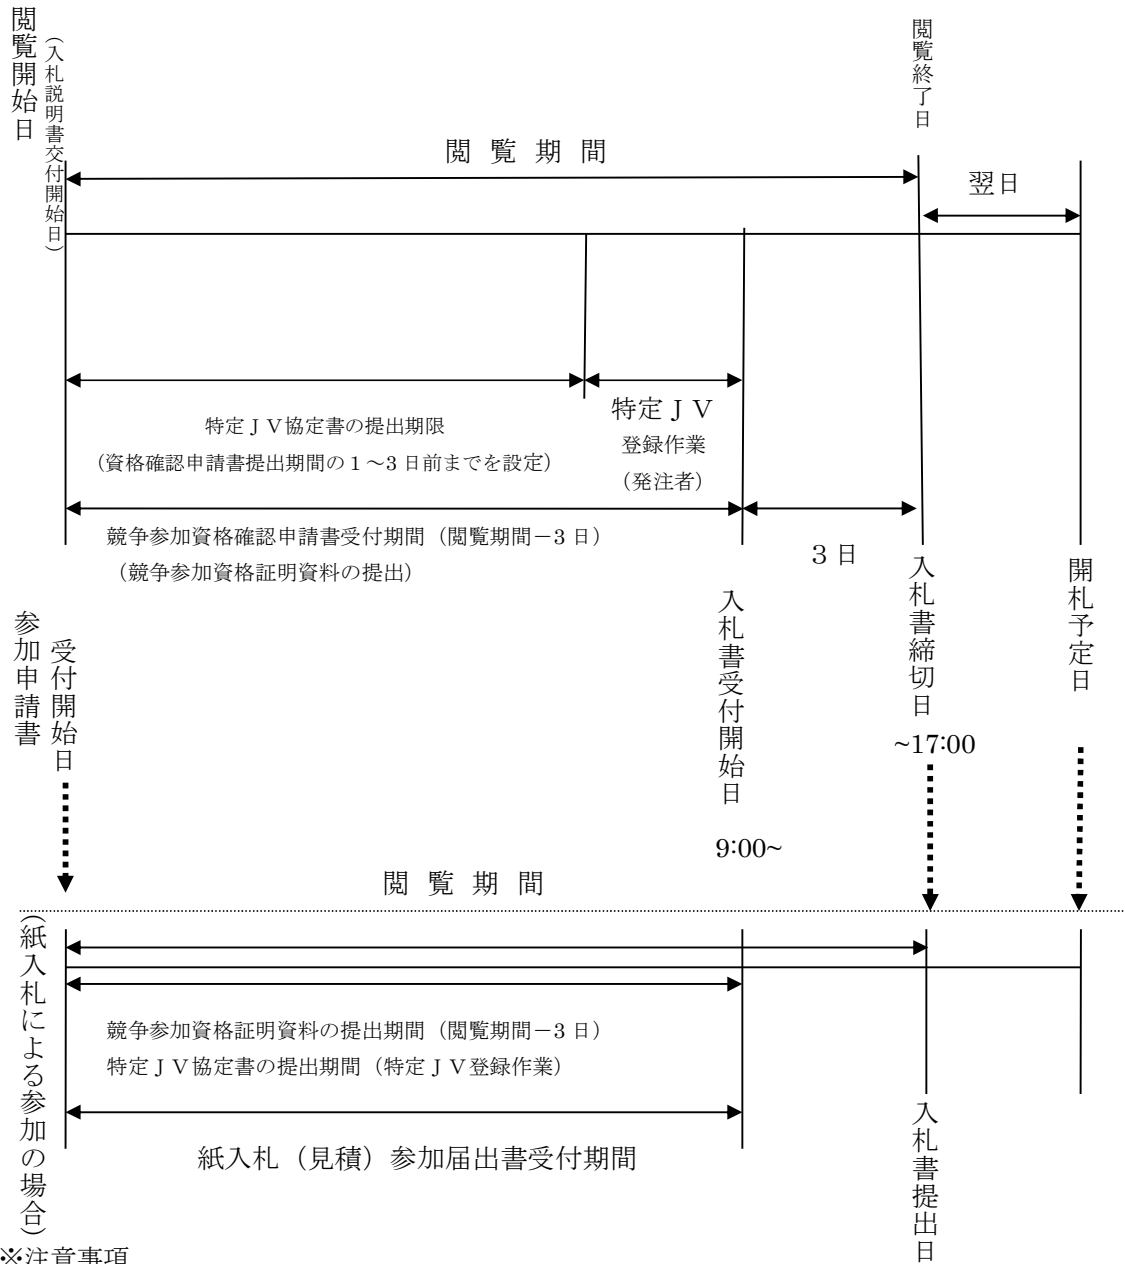 閲覧開始日
(入札説明書交付開始日)
閲覧終了日
閲 覧 期 間
翌日
特定ＪＶ協定書の提出期限
(資格確認申請書提出期間の１～3 日前までを設定)
特定ＪＶ
登録作業
（発注者）
競争参加資格確認申請書受付期間（閲覧期間－3 日）
（競争参加資格証明資料の提出）
３日
参加申請書
受付開始日
入札書受付開始日
9:00~
入札書締切日
~17:00
開札予定日
閲 覧 期 間
(紙入札による参加の場合)
競争参加資格証明資料の提出期間（閲覧期間－3 日）
特定ＪＶ協定書の提出期間（特定ＪＶ登録作業）
紙入札（見積）参加届出書受付期間
入札書提出日
※注意事項